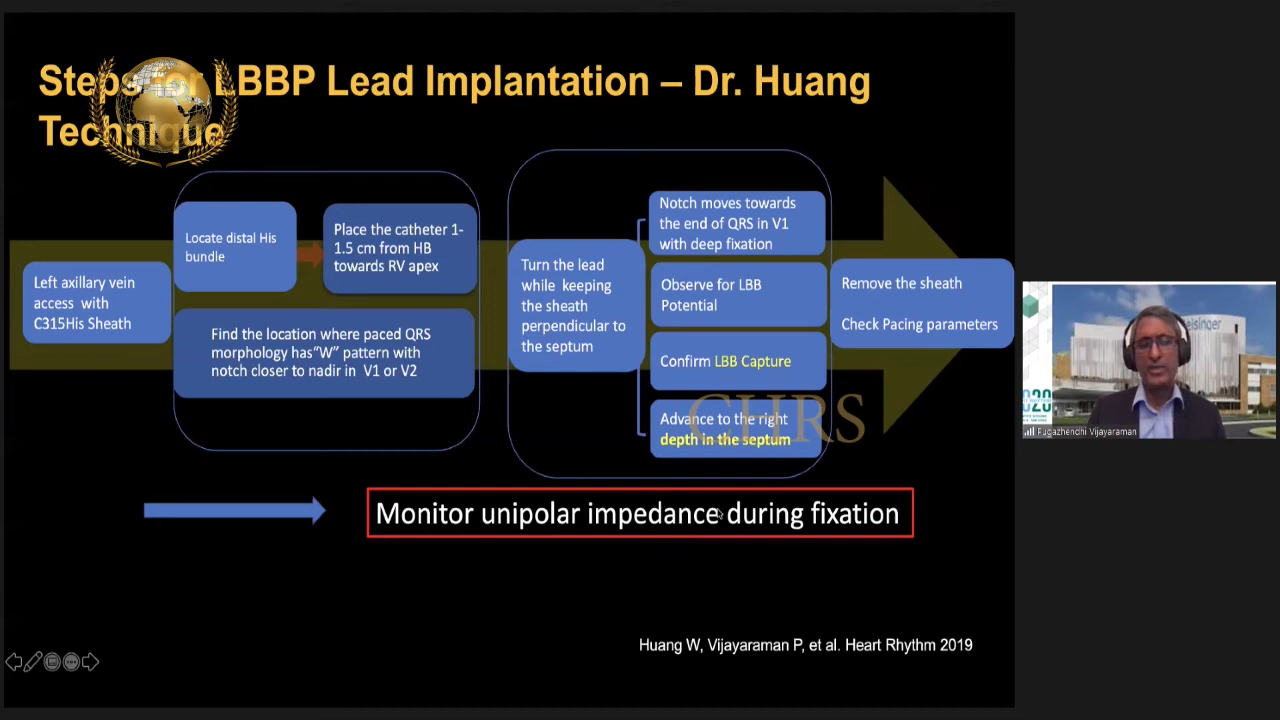 Steps for LBBP Lead Implantation – Dr. Huang
Technique
Left axillary vein
access with
C315His Sheath
Locate distal His
bundle
Place the catheter 1-
1.5 cm from HB
towards RV apex
Find the location where paced QRS
morphology has"W" pattern with
notch closer to nadir in V1 or V2
Turn the lead
while keeping
the sheath
perpendicular to
the septum
Notch moves towards
the end of QRS in V1
with deep fixation
Observe for LBB
Potential
Confirm LBB Capture
Advance to the right
depth in the septum
CHRS
Remove the sheath
Check Pacing parameters
Monitor unipolar impedance during fixation
Huang W, Vijayaraman P, et al. Heart Rhythm 2019
eisinger
Pugazhendhi Vijayaraman